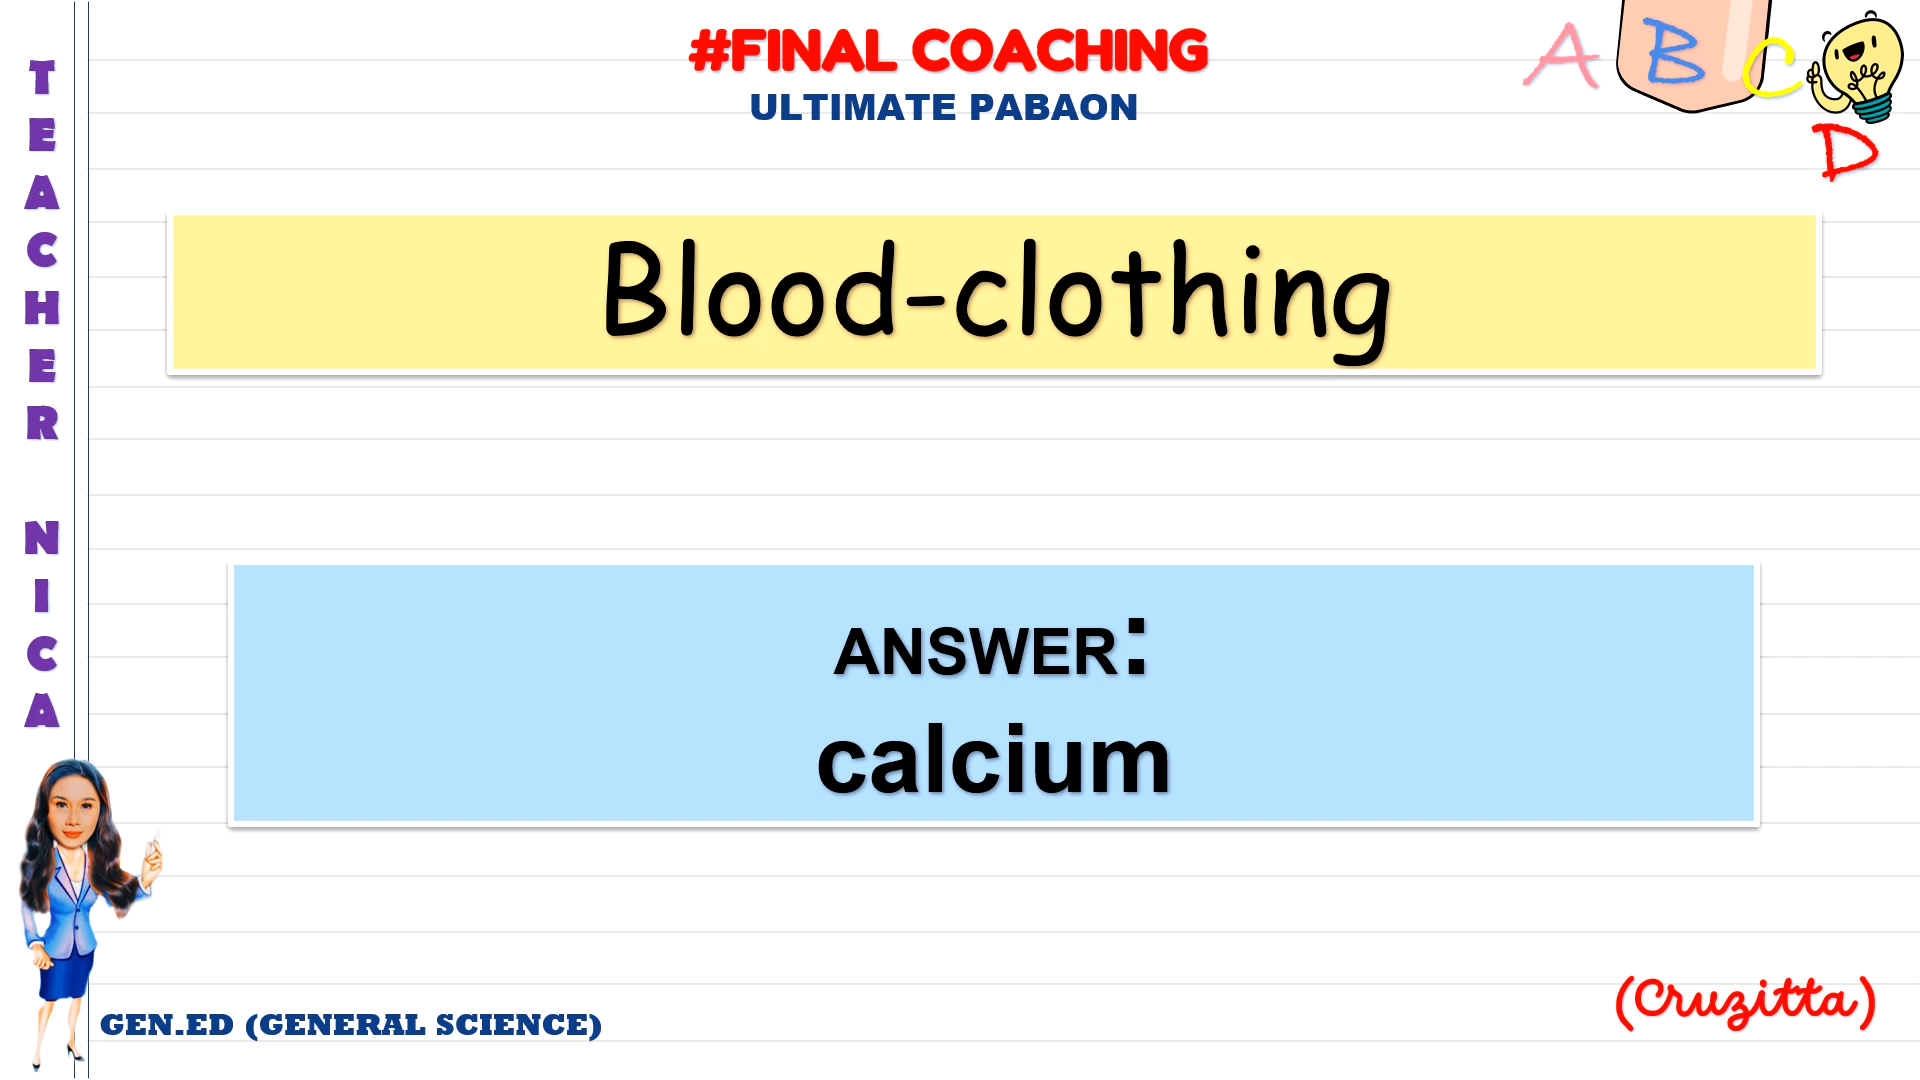 #FINAL COACHING
ULTIMATE PABAON
A B C
D
TEACHER NICA
Blood-clothing
ANSWER:
calcium
GEN.ED (GENERAL SCIENCE)
(Cruzitta)